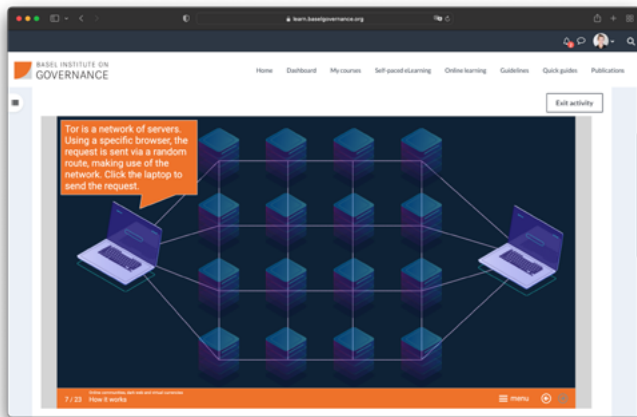 learn.baselgovernance.org
BASEL INSTITUTE ON
GOVERNANCE
Home Dashboard My courses Self-paced eLearning Online learning Guidelines Quick guides Publications
Exit activity
Tor is a network of servers.
Using a specific browser, the
request is sent via a random
route, making use of the
network. Click the laptop to
send the request.
Online communities, dark web and virtual currencies
7 / 23 How it works
menu